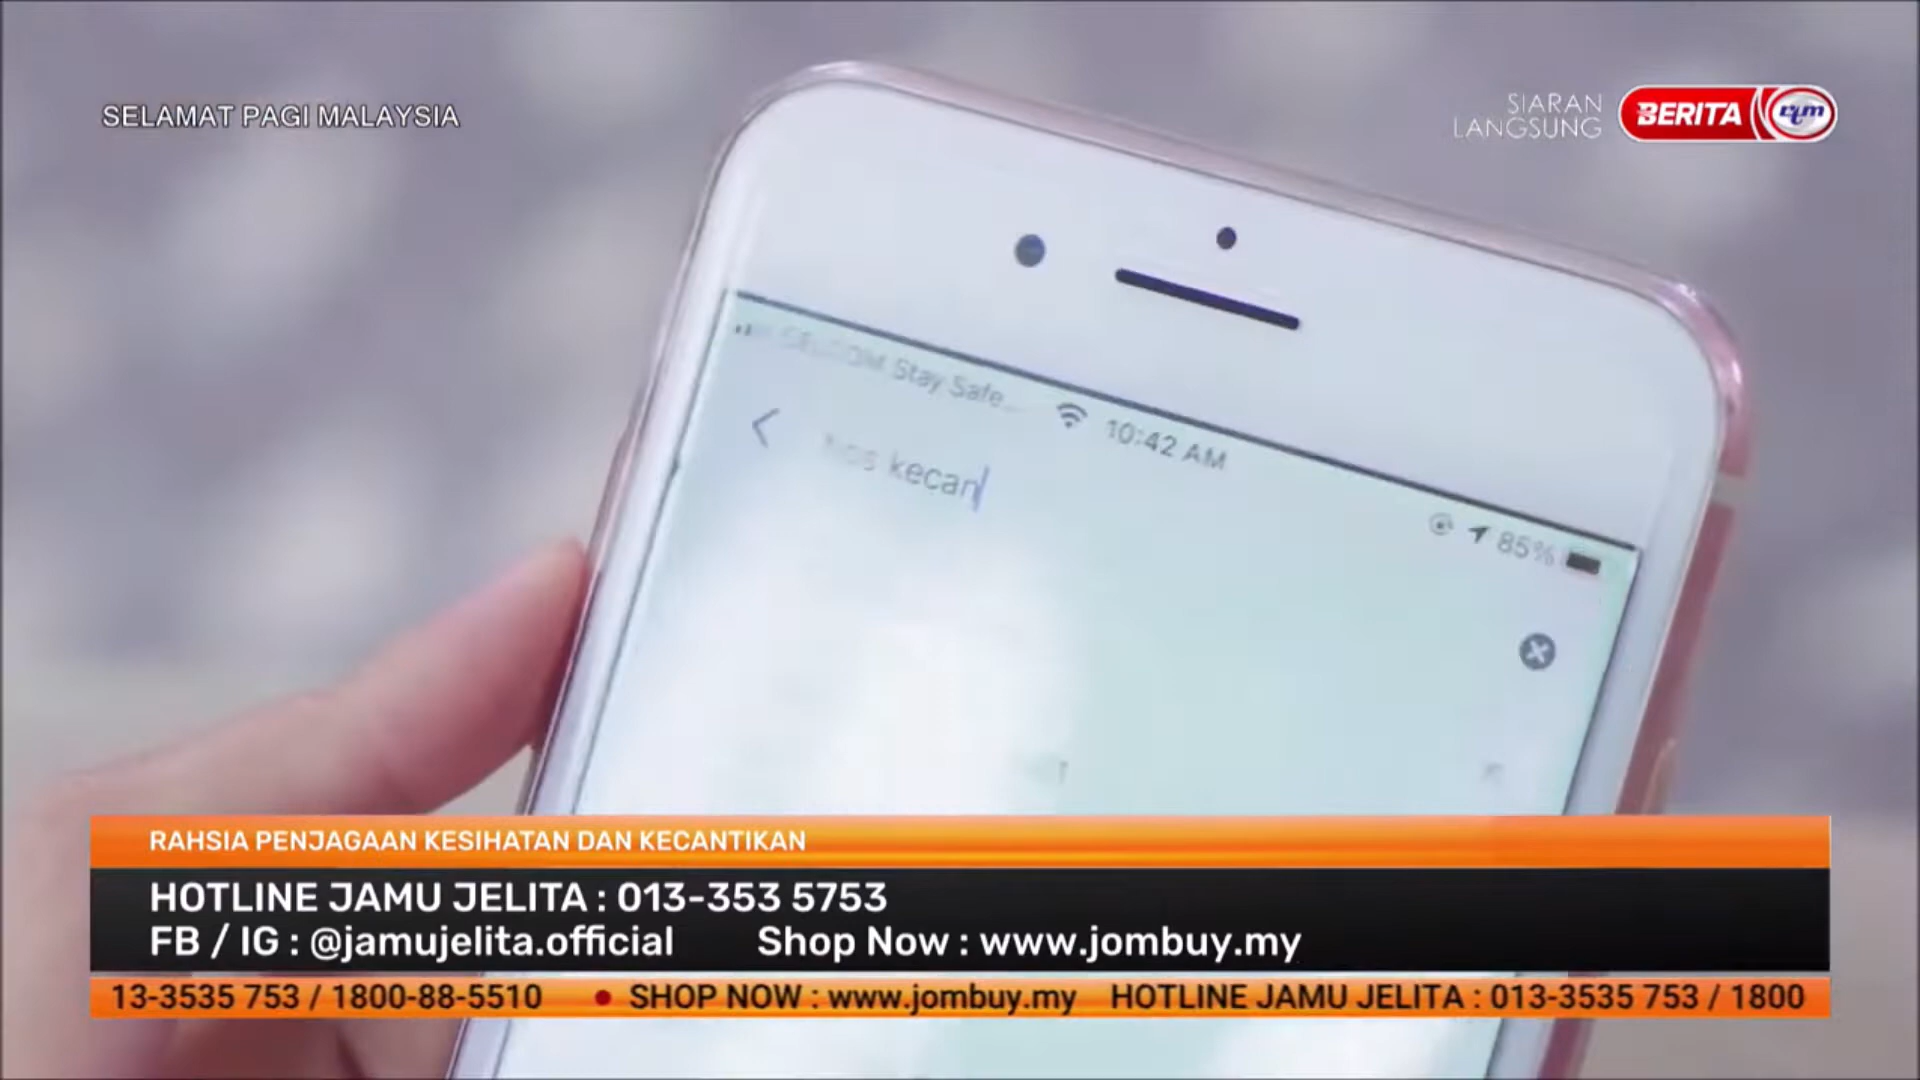 SELAMAT PAGI MALAYSIA
SIARAN
LANGSUNG
BERITA rtm
Stay Safe...
10:42 AM
85%
kecan
RAHSIA PENJAGAAN KESIHATAN DAN KECANTIKAN
HOTLINE JAMU JELITA : 013-353 5753
FB / IG : @jamujelita.official Shop Now : www.jombuy.my
13-3535 753 / 1800-88-5510 • SHOP NOW : www.jombuy.my HOTLINE JAMU JELITA : 013-3535 753 / 1800